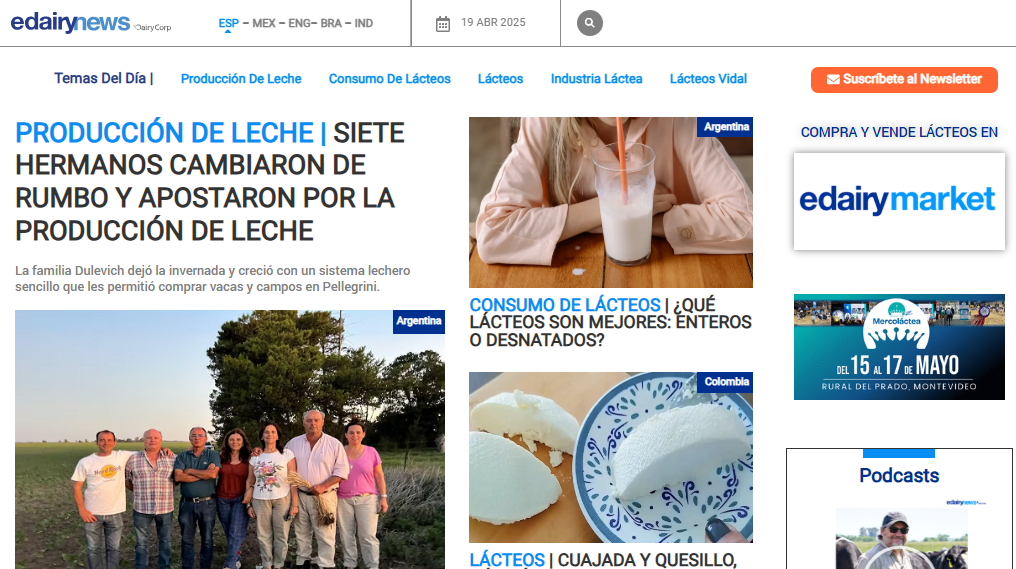 edairynews DairyCorp
ESP – MEX – ENG– BRA – IND
19 ABR 2025
Temas Del Día |
Producción De Leche
Consumo De Lácteos
Lácteos
Industria Láctea
Lácteos Vidal
Suscríbete al Newsletter
PRODUCCIÓN DE LECHE | SIETE
HERMANOS CAMBIARON DE
RUMBO Y APOSTARON POR LA
PRODUCCIÓN DE LECHE
La familia Dulevich dejó la invernada y creció con un sistema lechero
sencillo que les permitió comprar vacas y campos en Pellegrini.
Argentina
Argentina
CONSUMO DE LÁCTEOS | ¿QUÉ
LÁCTEOS SON MEJORES: ENTEROS
O DESNATADOS?
Colombia
LÁCTEOS | CUAJADA Y QUESILLO,
COMPRA Y VENDE LÁCTEOS EN
edairymarket
Mercoláctea
DEL 15 AL 17 DE MAYO
RURAL DEL PRADO, MONTEVIDEO
Podcasts
edairynews